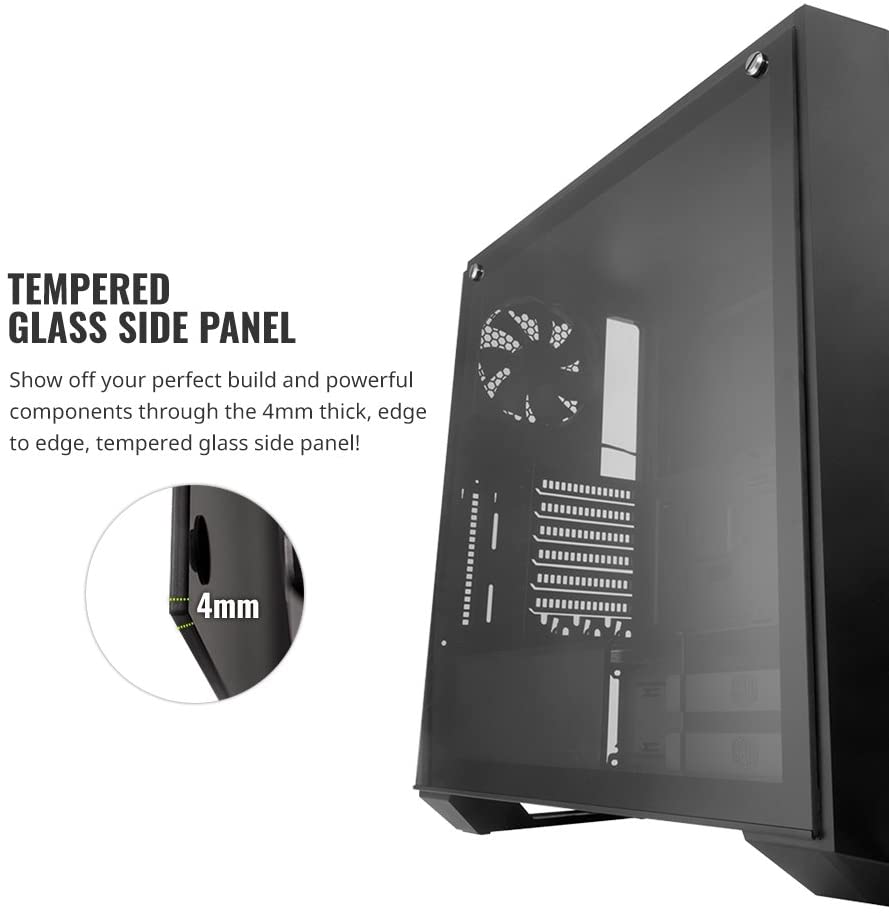 TEMPERED
GLASS SIDE PANEL
Show off your perfect build and powerful
components through the 4mm thick, edge
to edge, tempered glass side panel!
4mm